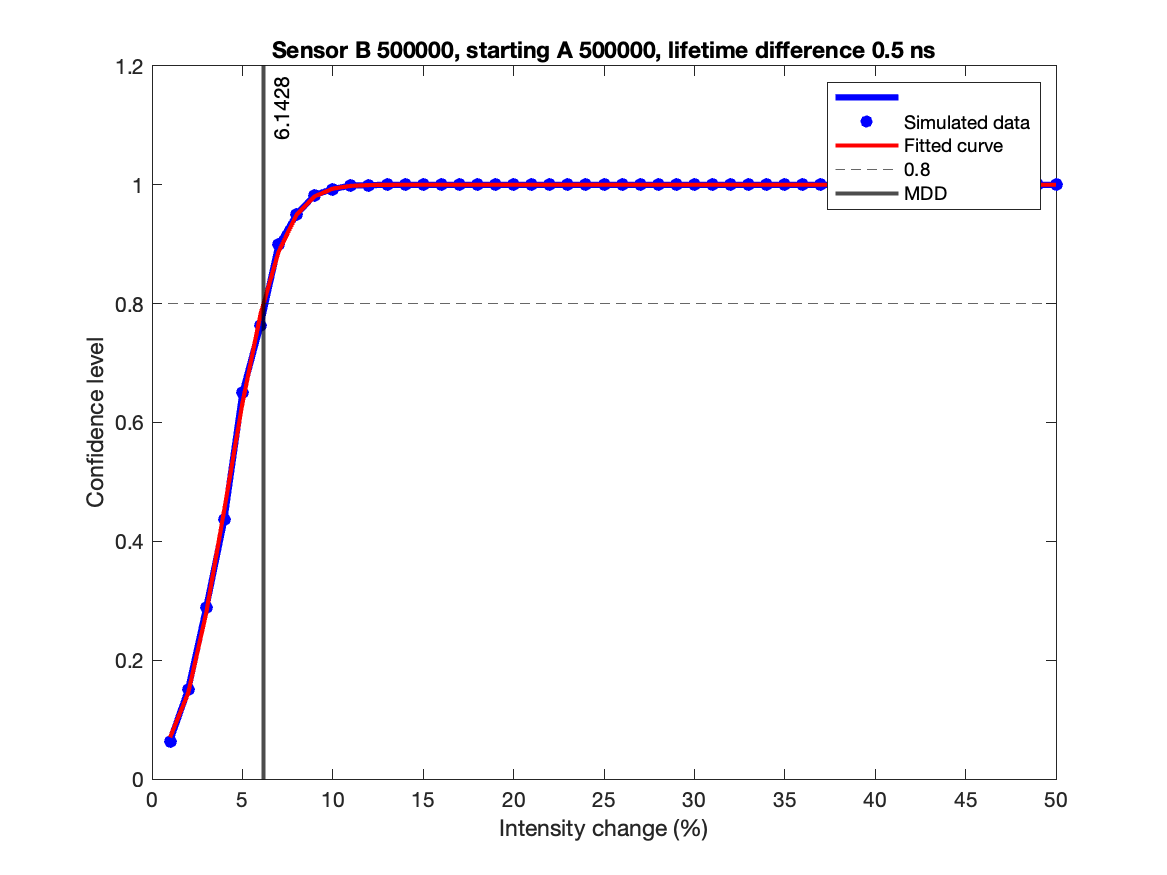 Sensor B 500000, starting A 500000, lifetime difference 0.5 ns
1.2
1
0.8
0.6
0.4
0.2
0
Confidence level
6.1428
Simulated data
Fitted curve
0.8
MDD
0 5 10 15 20 25 30 35 40 45 50
Intensity change (%)